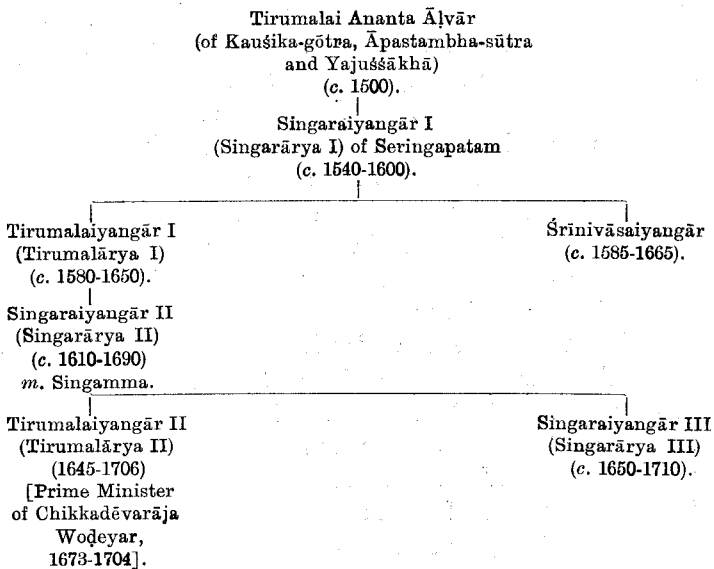 Tirumalai Ananta Āḷvār
(of Kauśika-gōtra, Āpastambha-sūtra
and Yajuśśākhā)
(c. 1500).
Singaraiyangār I
(Singarārya I) of Seringapatam
(c. 1540-1600).
Tirumalaiyangār I
(Tirumalārya I)
(c. 1580-1650).
Śrīnivāsaiyangār
(c. 1585-1665).
Singaraiyangār II
(Singarārya II)
(c. 1610-1690)
m. Singamma.
Tirumalaiyangār II
(Tirumalārya II)
(1645-1706)
[Prime Minister
of Chikkadēvarāja
Woḍeyar,
1673-1704].
Singaraiyangār III
(Singarārya III)
(c. 1650-1710).